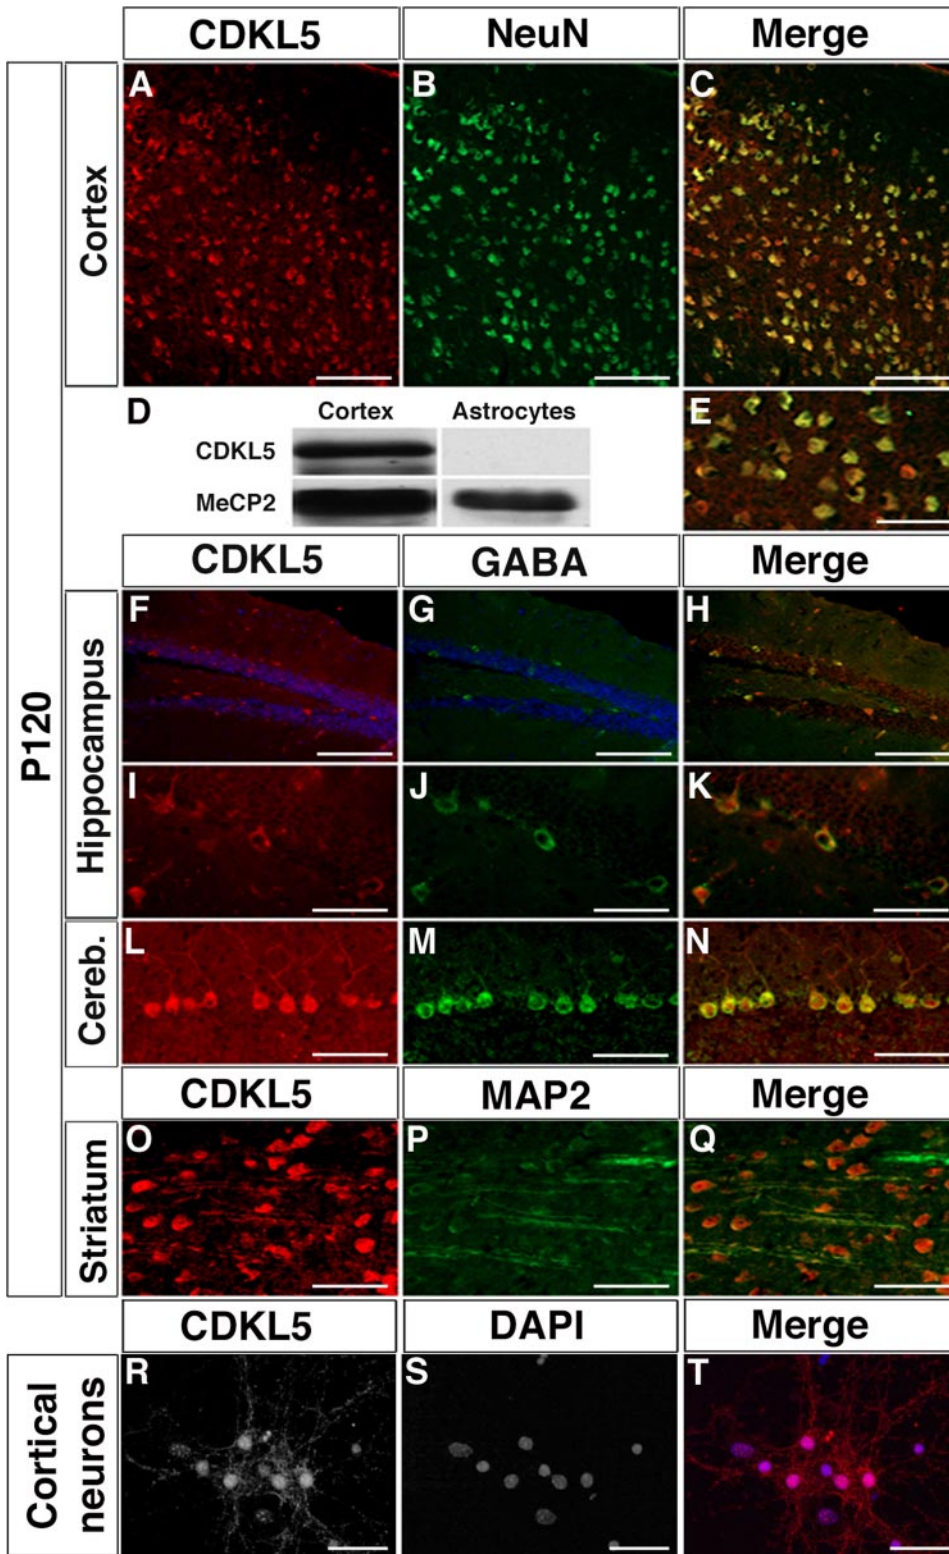 CDKL5 NeuN Merge
P120
Cortex
A B C
D Cortex Astrocytes E
CDKL5
MeCP2
CDKL5 GABA Merge
Hippocampus
F G H
I J K
Cereb.
L M N
CDKL5 MAP2 Merge
Striatum
O P Q
CDKL5 DAPI Merge
Cortical
neurons
R S T